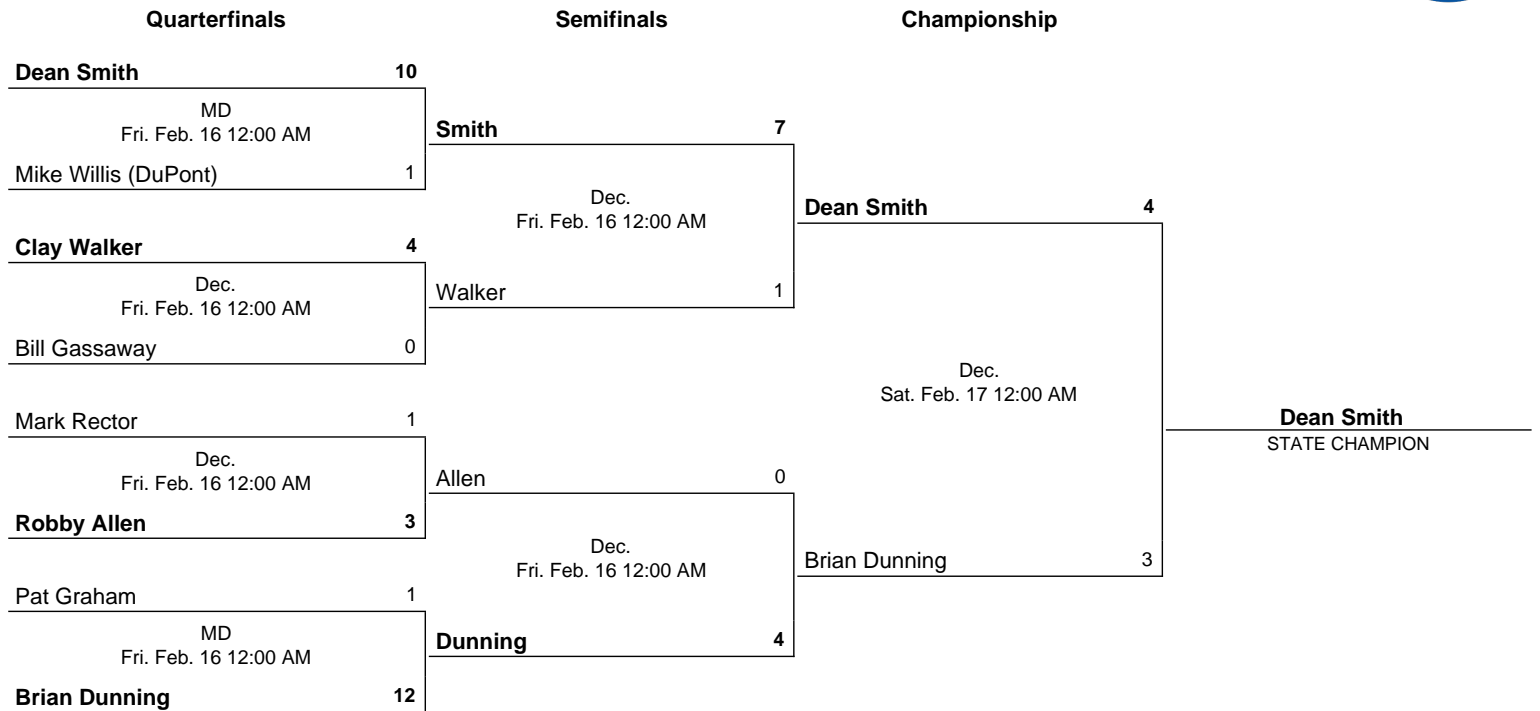 Quarterfinals Semifinals Championship
Dean Smith 10
MD
Fri. Feb. 16 12:00 AM
Mike Willis (DuPont) 1
Clay Walker 4
Dec.
Fri. Feb. 16 12:00 AM
Bill Gassaway 0
Mark Rector 1
Dec.
Fri. Feb. 16 12:00 AM
Robby Allen 3
Pat Graham 1
MD
Fri. Feb. 16 12:00 AM
Brian Dunning 12
Smith 7
Dec.
Fri. Feb. 16 12:00 AM
Walker 1
Allen 0
Dec.
Fri. Feb. 16 12:00 AM
Dunning 4
Dean Smith 4
Dec.
Sat. Feb. 17 12:00 AM
Brian Dunning 3
Dean Smith
STATE CHAMPION